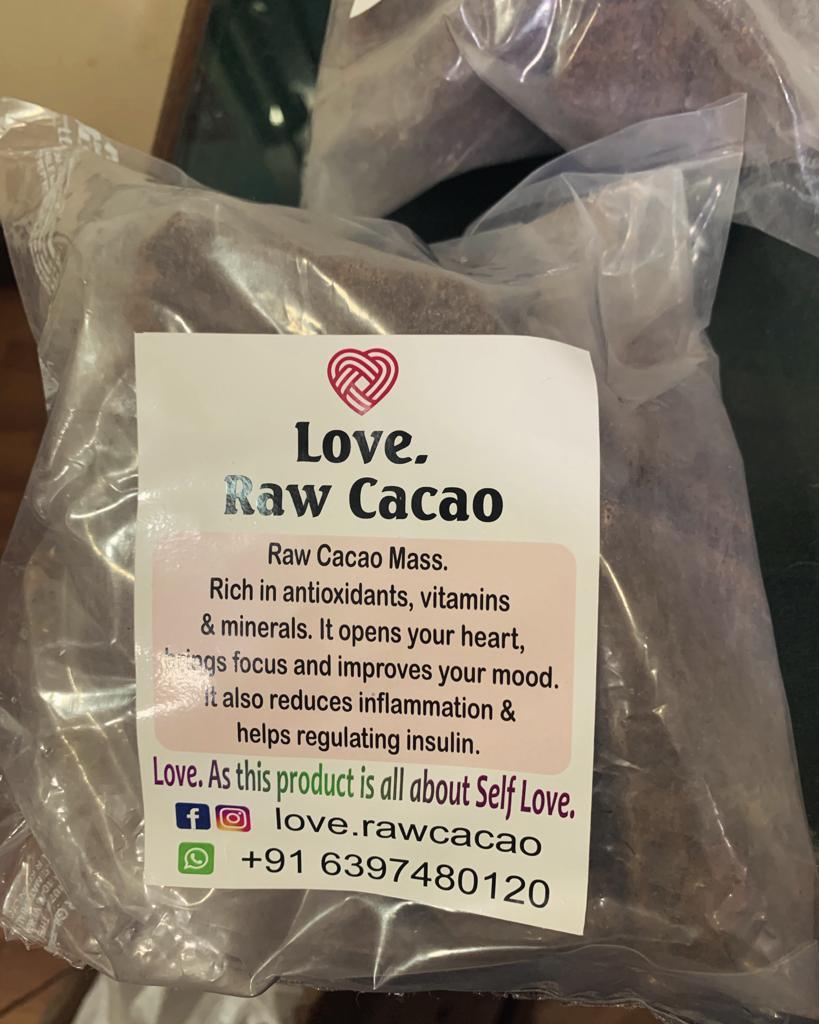 Love.
Raw Cacao
Raw Cacao Mass.
Rich in antioxidants, vitamins
& minerals. It opens your heart,
brings focus and improves your mood.
It also reduces inflammation &
helps regulating insulin.
Love. As this product is all about Self Love.
love.rawcacao
+91 6397480120